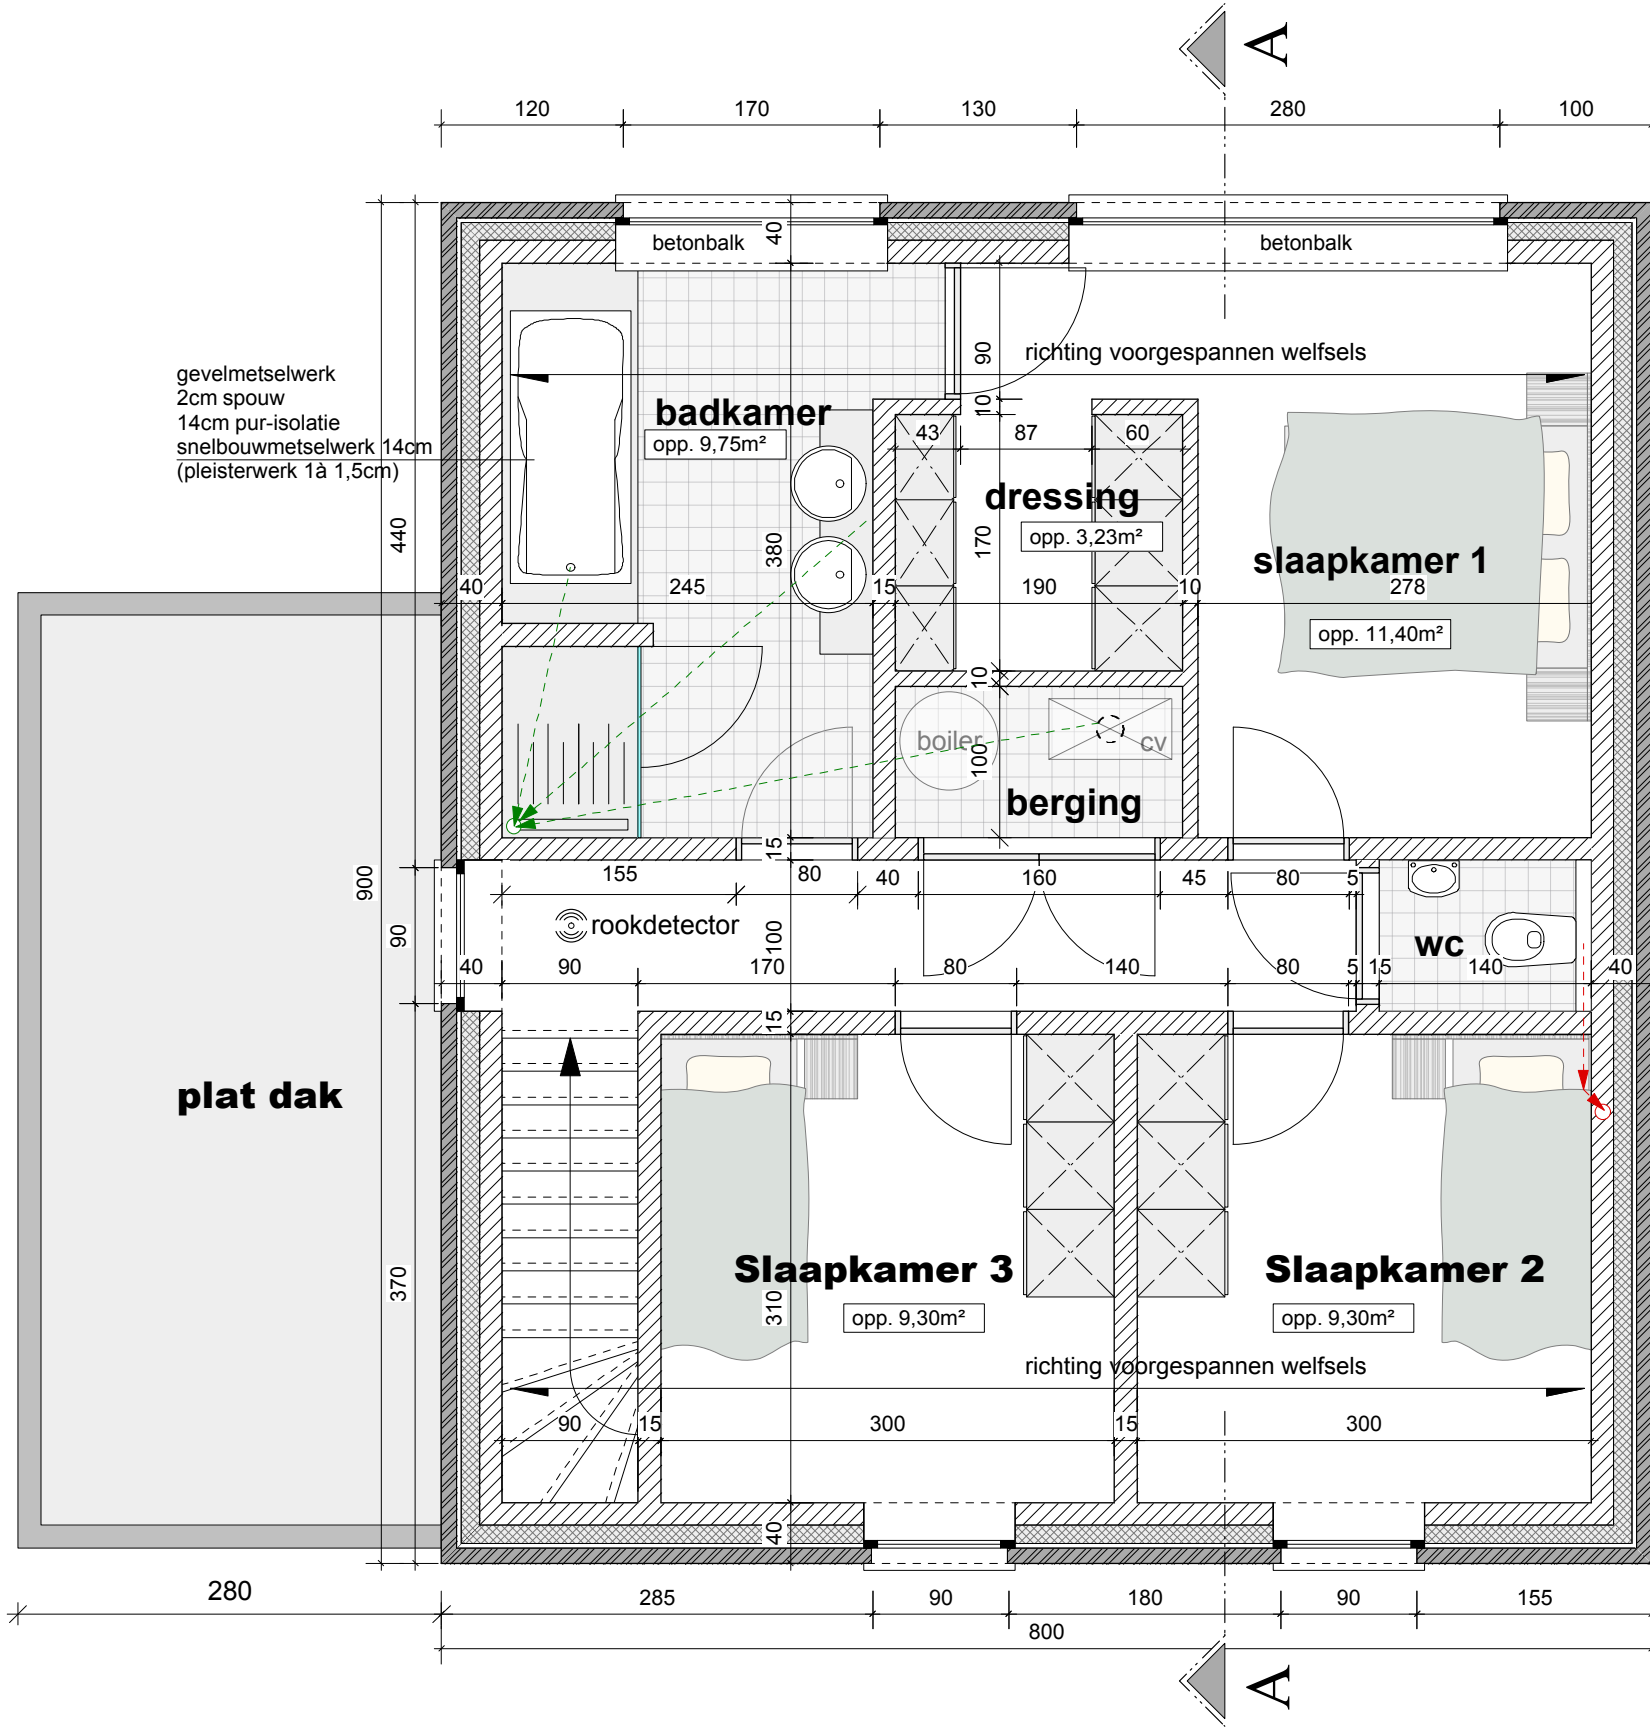 A
120 170 130 280 100
40
betonbalk
betonbalk
90
richting voorgespannen welfsels
gevelmetselwerk
2cm spouw
14cm pur-isolatie
snelbouwmetselwerk 14cm
(pleisterwerk 1à 1,5cm)
badkamer
opp. 9,75m²
10
43 87 60
dressing
opp. 3,23m²
440
380
170
slaapkamer 1
40 245 15 190 10 278
opp. 11,40m²
10
boiler
100
cv
berging
15
900
155 80 40 160 45 80 5
90
rookdetector
100
wc
40 90 170 80 140 80 5 15 140 40
15
plat dak
370
310
Slaapkamer 3
opp. 9,30m²
Slaapkamer 2
opp. 9,30m²
richting voorgespannen welfsels
90 15 300 15 300
40
280
285 90 180 90 155
800
A